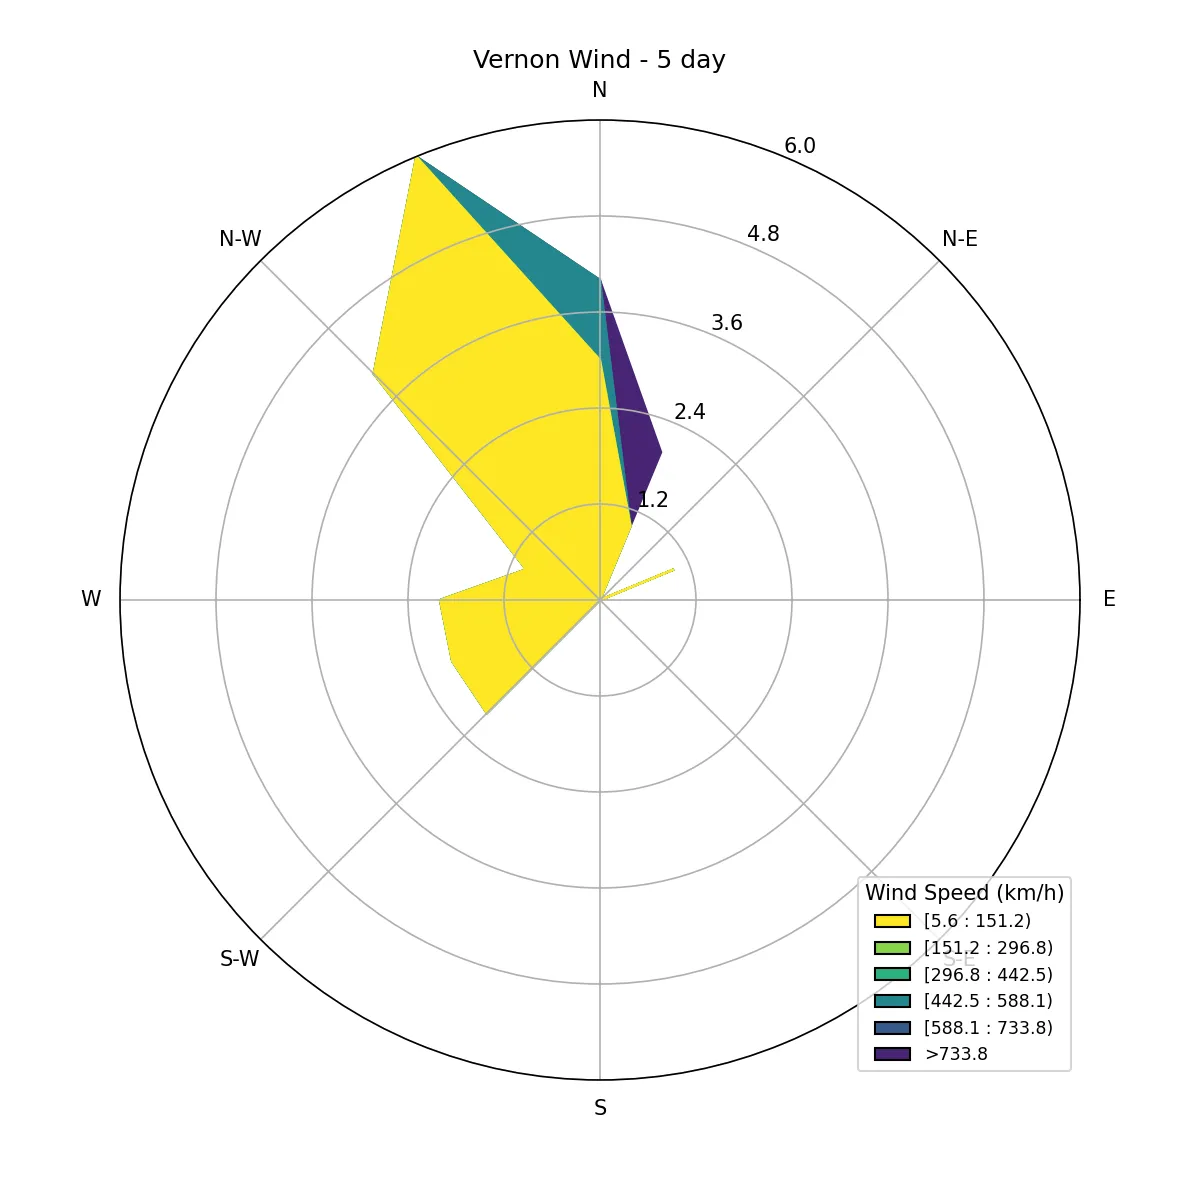 Vernon Wind - 5 day
N
6.0
4.8
N-W
N-E
3.6
2.4
1.2
W
E
S-W
S-E
S
Wind Speed (km/h)
[5.6 : 151.2)
[151.2 : 296.8)
[296.8 : 442.5)
[442.5 : 588.1)
[588.1 : 733.8)
>733.8